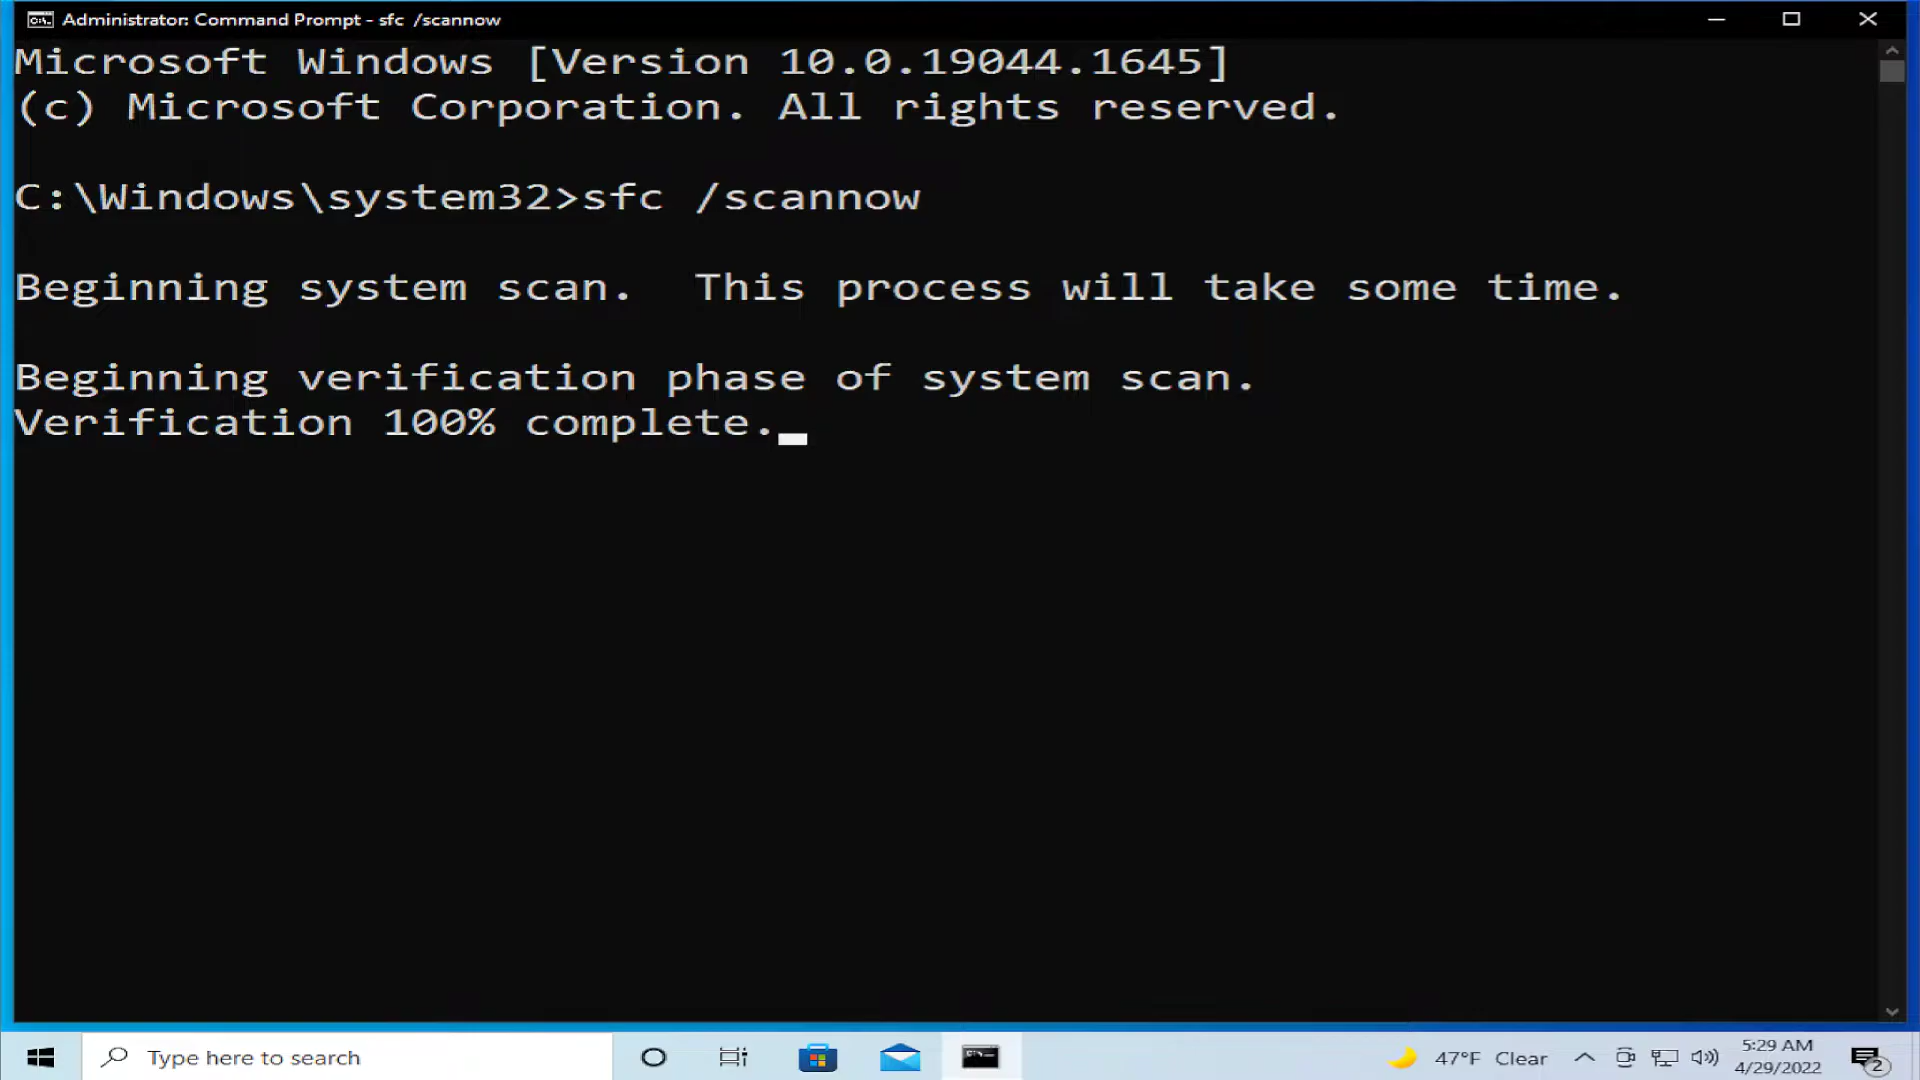 Administrator: Command Prompt - sfc /scannow
Microsoft Windows [Version 10.0.19044.1645]
(c) Microsoft Corporation. All rights reserved.
C:\Windows\system32>sfc /scannow
Beginning system scan.  This process will take some time.
Beginning verification phase of system scan.
Verification 100% complete.
Type here to search
47°F Clear
5:29 AM
4/29/2022
2